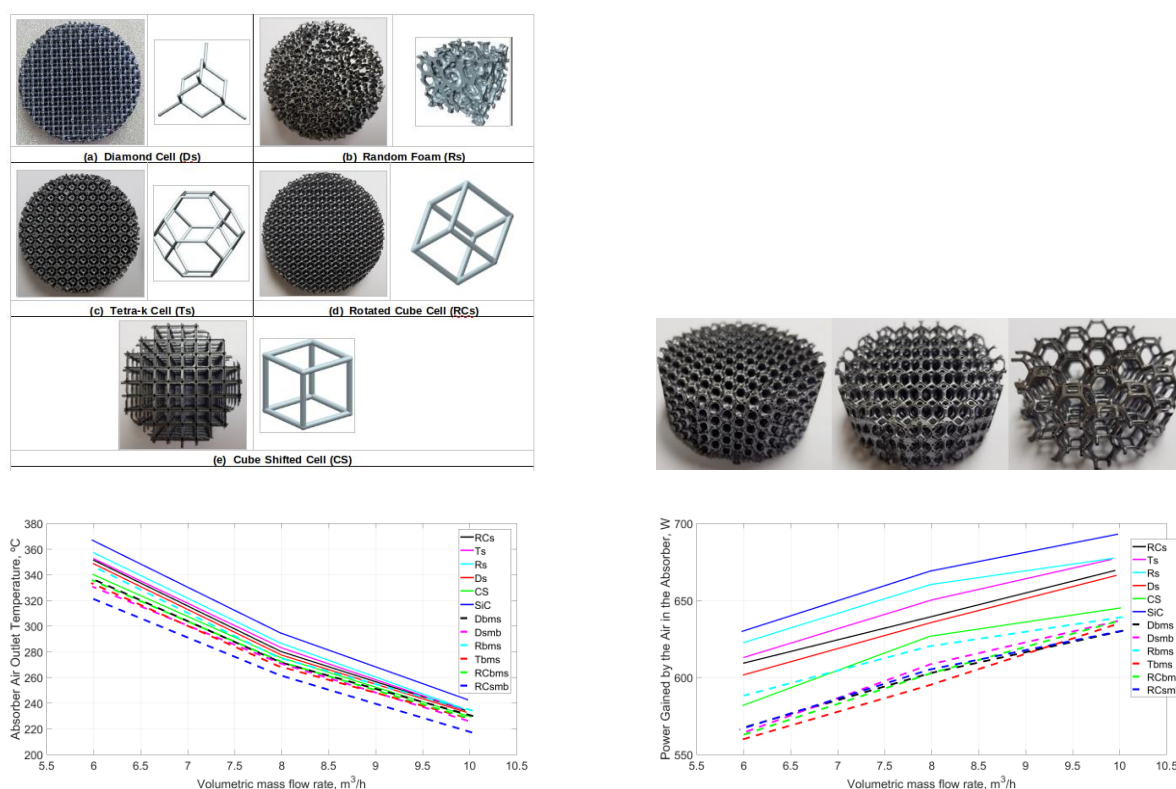 (a) Diamond Cell (Ds)
(b) Random Foam (Rs)
(c) Tetra-k Cell (Ts)
(d) Rotated Cube Cell (RCs)
(e) Cube Shifted Cell (CS)
Absorber Air Outlet Temperature, ºC
380
360
340
320
300
280
260
240
220
200
5.5 6 6.5 7 7.5 8 8.5 9 9.5 10 10.5
Volumetric mass flow rate, m³/h
RCs
Ts
Rs
Ds
CS
SiC
Dbms
Dsmb
Rbms
Tbms
RCbms
RCsmb
Power Gained by the Air in the Absorber, W
700
650
600
550
5.5 6 6.5 7 7.5 8 8.5 9 9.5 10 10.5
Volumetric mass flow rate, m³/h
RCs
Ts
Rs
Ds
CS
SiC
Dbms
Dsmb
Rbms
Tbms
RCbm
RCsm